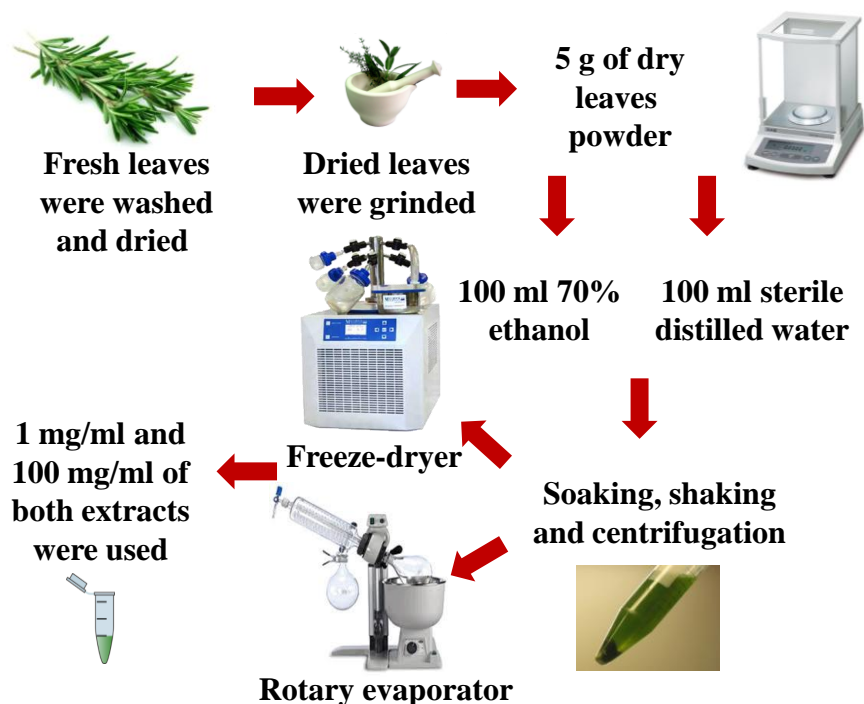 Fresh leaves
were washed
and dried
Dried leaves
were grinded
5 g of dry
leaves
powder
100 ml 70%
ethanol
100 ml sterile
distilled water
Soaking, shaking
and centrifugation
Freeze-dryer
Rotary evaporator
1 mg/ml and
100 mg/ml of
both extracts
were used